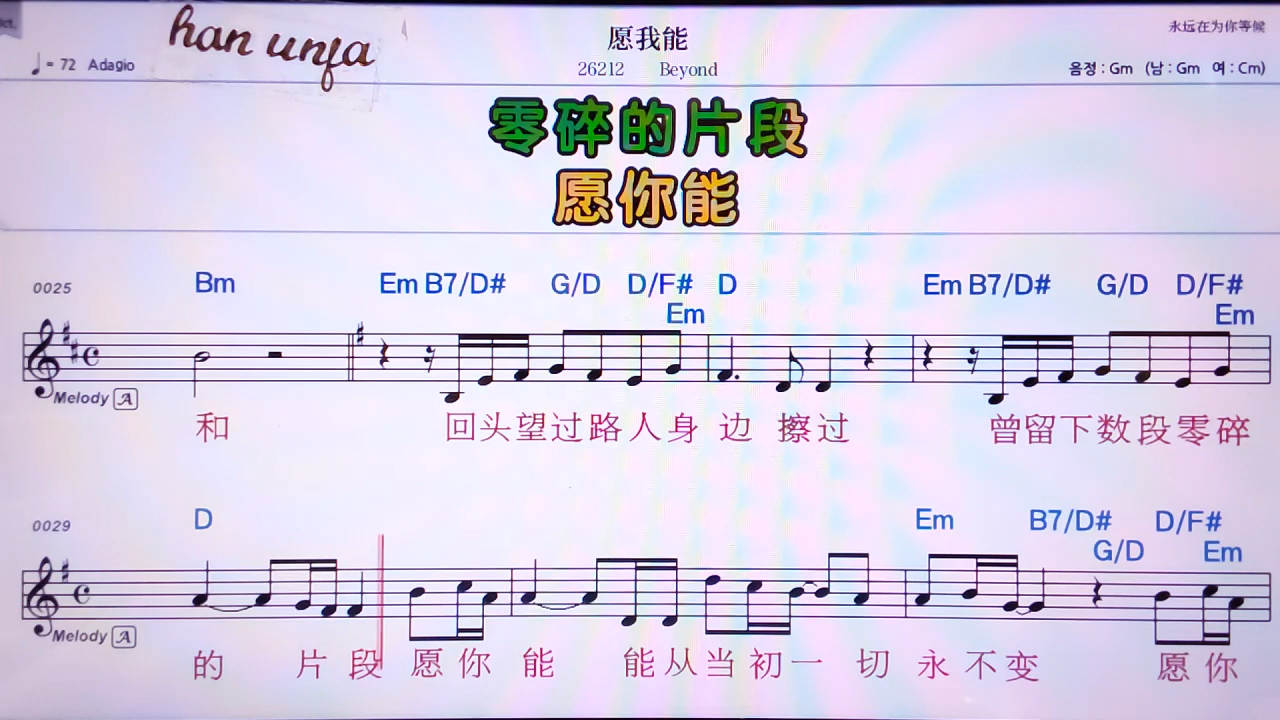 han unfa
愿我能
永远在为你等候
♩= 72 Adagio
26212 Beyond
음정 : Gm (남 : Gm 여 : Cm)
零碎的片段
愿你能
0025 Bm Em B7/D# G/D D/F# D Em B7/D# G/D D/F#
Em Em
Melody A
和 回头望过路人身 边 擦过 曾留下数段零碎
0029 D Em B7/D# D/F#
G/D Em
Melody A
的 片 段 愿 你 能 能从当初一 切 永 不变 愿 你